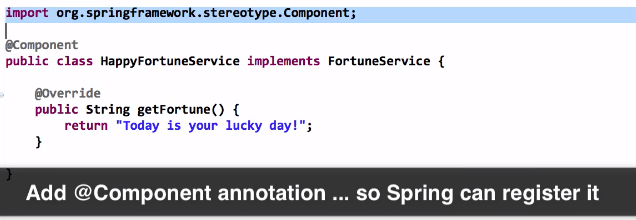 import org.springframework.stereotype.Component;
@Component
public class HappyFortuneService implements FortuneService {
@Override
public String getFortune() {
return "Today is your lucky day!";
}
}
Add @Component annotation ... so Spring can register it